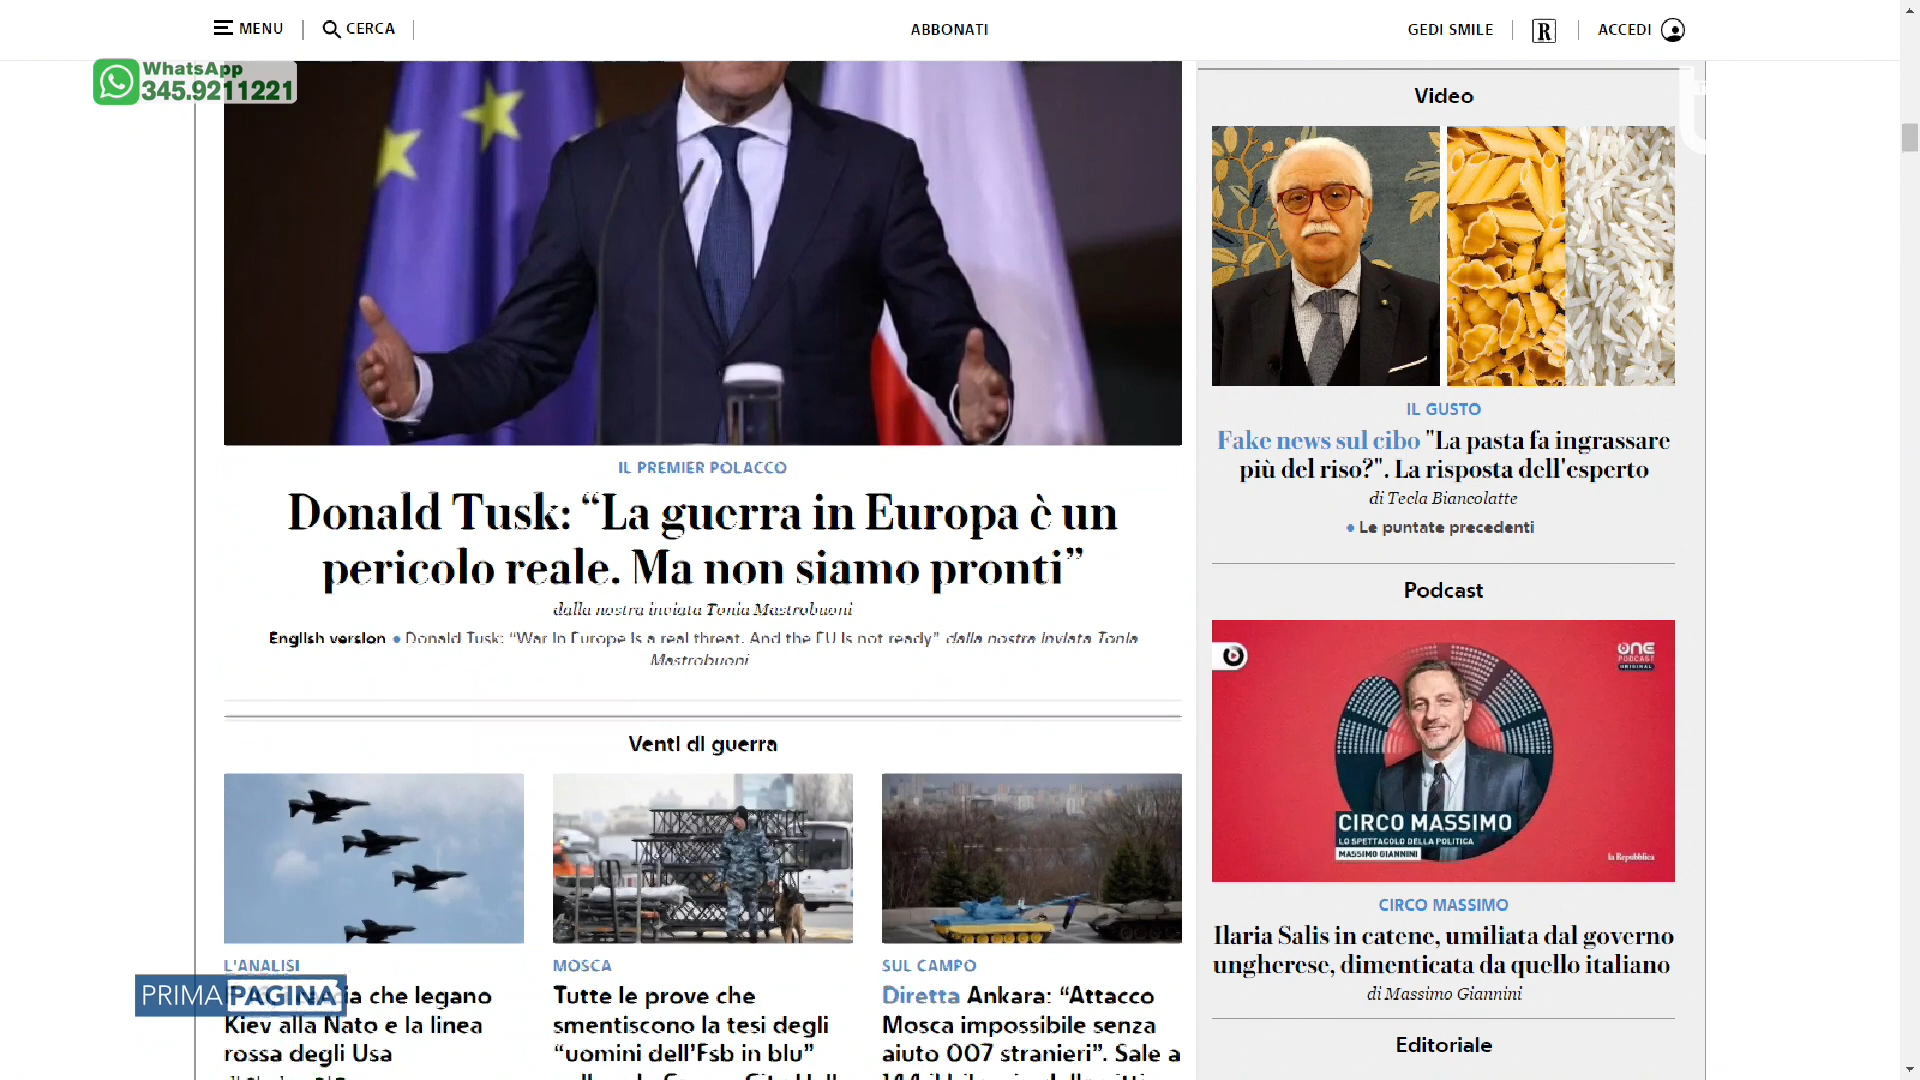 MENU
CERCA
ABBONATI
GEDI SMILE
R
ACCEDI
WhatsApp
345.9211221
IL PREMIER POLACCO
Donald Tusk: “La guerra in Europa è un
pericolo reale. Ma non siamo pronti”
dalla nostra inviata Tonia Mastrobuoni
English version • Donald Tusk: “War in Europe is a real threat. And the EU is not ready” dalla nostra inviata Tonia
Mastrobuoni
Venti di guerra
L'ANALISI
ia che legano
Kiev alla Nato e la linea
rossa degli Usa
PRIMA PAGINA
MOSCA
Tutte le prove che
smentiscono la tesi degli
“uomini dell’Fsb in blu”
SUL CAMPO
Diretta Ankara: “Attacco
Mosca impossibile senza
aiuto 007 stranieri”. Sale a
Video
IL GUSTO
Fake news sul cibo "La pasta fa ingrassare
più del riso?". La risposta dell'esperto
di Tecla Biancolatte
• Le puntate precedenti
Podcast
ONE
PODCAST
ORIGINAL
CIRCO MASSIMO
LO SPETTACOLO DELLA POLITICA
MASSIMO GIANNINI
la Repubblica
CIRCO MASSIMO
Ilaria Salis in catene, umiliata dal governo
ungherese, dimenticata da quello italiano
di Massimo Giannini
Editoriale